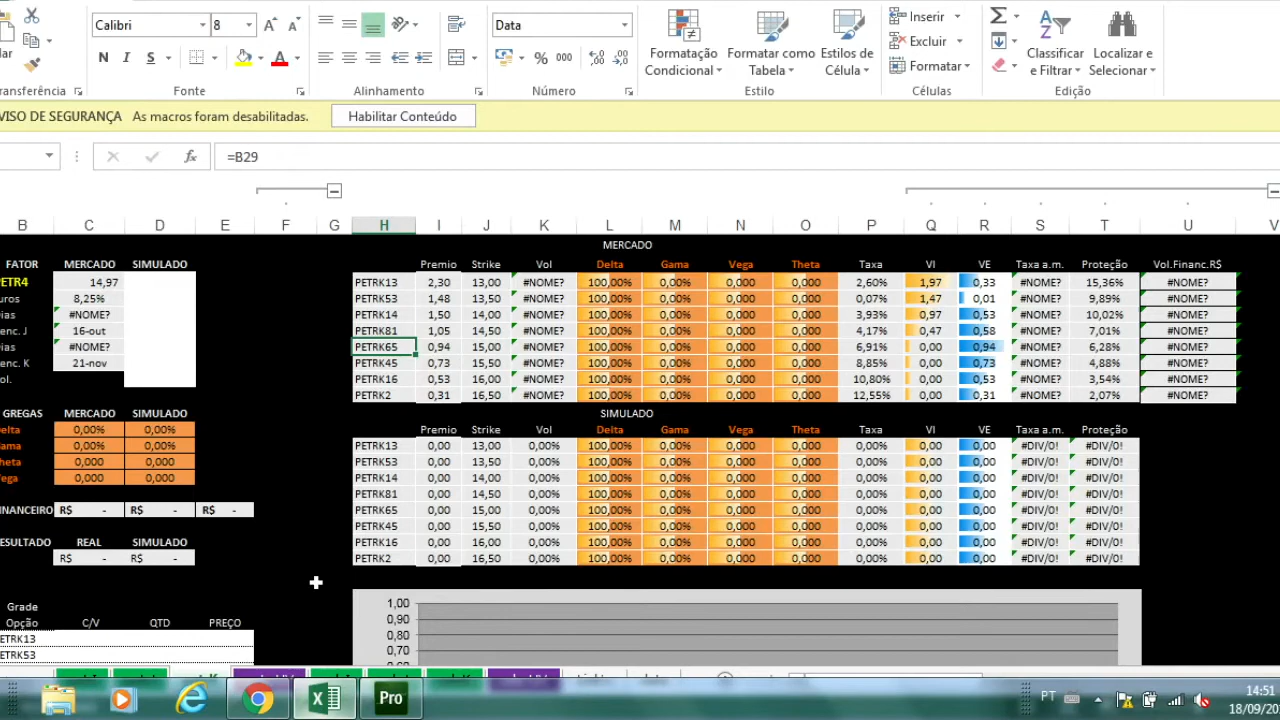 Calibri 8 Data
Inserir
Excluir
Formatar
N I S
Formatação Condicional
Formatar como Tabela
Estilos de Célula
Classificar e Filtrar
Localizar e Selecionar
ransferência Fonte Alinhamento Número Estilo Células Edição
VISO DE SEGURANÇA As macros foram desabilitadas. Habilitar Conteúdo
fx =B29
B C D E F G H I J K L M N O P Q R S T U V
MERCADO
FATOR MERCADO SIMULADO Premio Strike Vol Delta Gama Vega Theta Taxa VI VE Taxa a.m. Proteção Vol.Financ.R$
PETR4 14,97 PETRK13 2,30 13,00 #NOME? 100,00% 0,00% 0,000 0,000 2,60% 1,97 0,33 #NOME? 15,36% #NOME?
uros 8,25% PETRK53 1,48 13,50 #NOME? 100,00% 0,00% 0,000 0,000 0,07% 1,47 0,01 #NOME? 9,89% #NOME?
Dias #NOME? PETRK14 1,50 14,00 #NOME? 100,00% 0,00% 0,000 0,000 3,93% 0,97 0,53 #NOME? 10,02% #NOME?
enc. J 16-out PETRK81 1,05 14,50 #NOME? 100,00% 0,00% 0,000 0,000 4,17% 0,47 0,58 #NOME? 7,01% #NOME?
Dias #NOME? PETRK65 0,94 15,00 #NOME? 100,00% 0,00% 0,000 0,000 6,91% 0,00 0,94 #NOME? 6,28% #NOME?
enc. K 21-nov PETRK45 0,73 15,50 #NOME? 100,00% 0,00% 0,000 0,000 8,85% 0,00 0,73 #NOME? 4,88% #NOME?
ol. PETRK16 0,53 16,00 #NOME? 100,00% 0,00% 0,000 0,000 10,80% 0,00 0,53 #NOME? 3,54% #NOME?
PETRK2 0,31 16,50 #NOME? 100,00% 0,00% 0,000 0,000 12,55% 0,00 0,31 #NOME? 2,07% #NOME?
GREGAS MERCADO SIMULADO SIMULADO
Delta 0,00% 0,00% Premio Strike Vol Delta Gama Vega Theta Taxa VI VE Taxa a.m. Proteção
Gama 0,00% 0,00% PETRK13 0,00 13,00 0,00% 100,00% 0,00% 0,000 0,000 0,00% 0,00 0,00 #DIV/0! #DIV/0!
Theta 0,000 0,000 PETRK53 0,00 13,50 0,00% 100,00% 0,00% 0,000 0,000 0,00% 0,00 0,00 #DIV/0! #DIV/0!
Vega 0,000 0,000 PETRK14 0,00 14,00 0,00% 100,00% 0,00% 0,000 0,000 0,00% 0,00 0,00 #DIV/0! #DIV/0!
PETRK81 0,00 14,50 0,00% 100,00% 0,00% 0,000 0,000 0,00% 0,00 0,00 #DIV/0! #DIV/0!
INANCEIRO R$ - R$ - R$ - PETRK65 0,00 15,00 0,00% 100,00% 0,00% 0,000 0,000 0,00% 0,00 0,00 #DIV/0! #DIV/0!
PETRK45 0,00 15,50 0,00% 100,00% 0,00% 0,000 0,000 0,00% 0,00 0,00 #DIV/0! #DIV/0!
ESULTADO REAL SIMULADO PETRK16 0,00 16,00 0,00% 100,00% 0,00% 0,000 0,000 0,00% 0,00 0,00 #DIV/0! #DIV/0!
R$ - R$ - PETRK2 0,00 16,50 0,00% 100,00% 0,00% 0,000 0,000 0,00% 0,00 0,00 #DIV/0! #DIV/0!
Grade
Opção C/V QTD PREÇO
ETRK13
ETRK53
1,00
0,90
0,80
0,70
Pro
PT
14:51
18/09/20